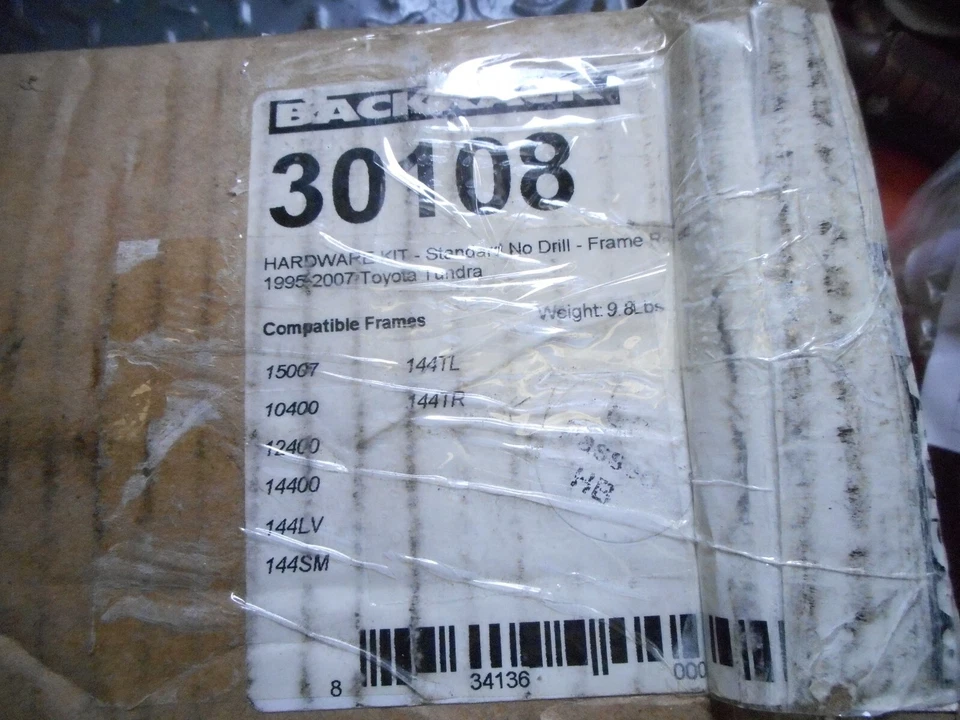 BACKRACK
30108
HARDWARE KIT - Standard No Drill - Frame R
1995-2007 Toyota Tundra
Compatible Frames Weight: 9.8Lbs
15007 144TL
10400 144TR
12400
14400
144LV
144SM
HB
8 34136 000